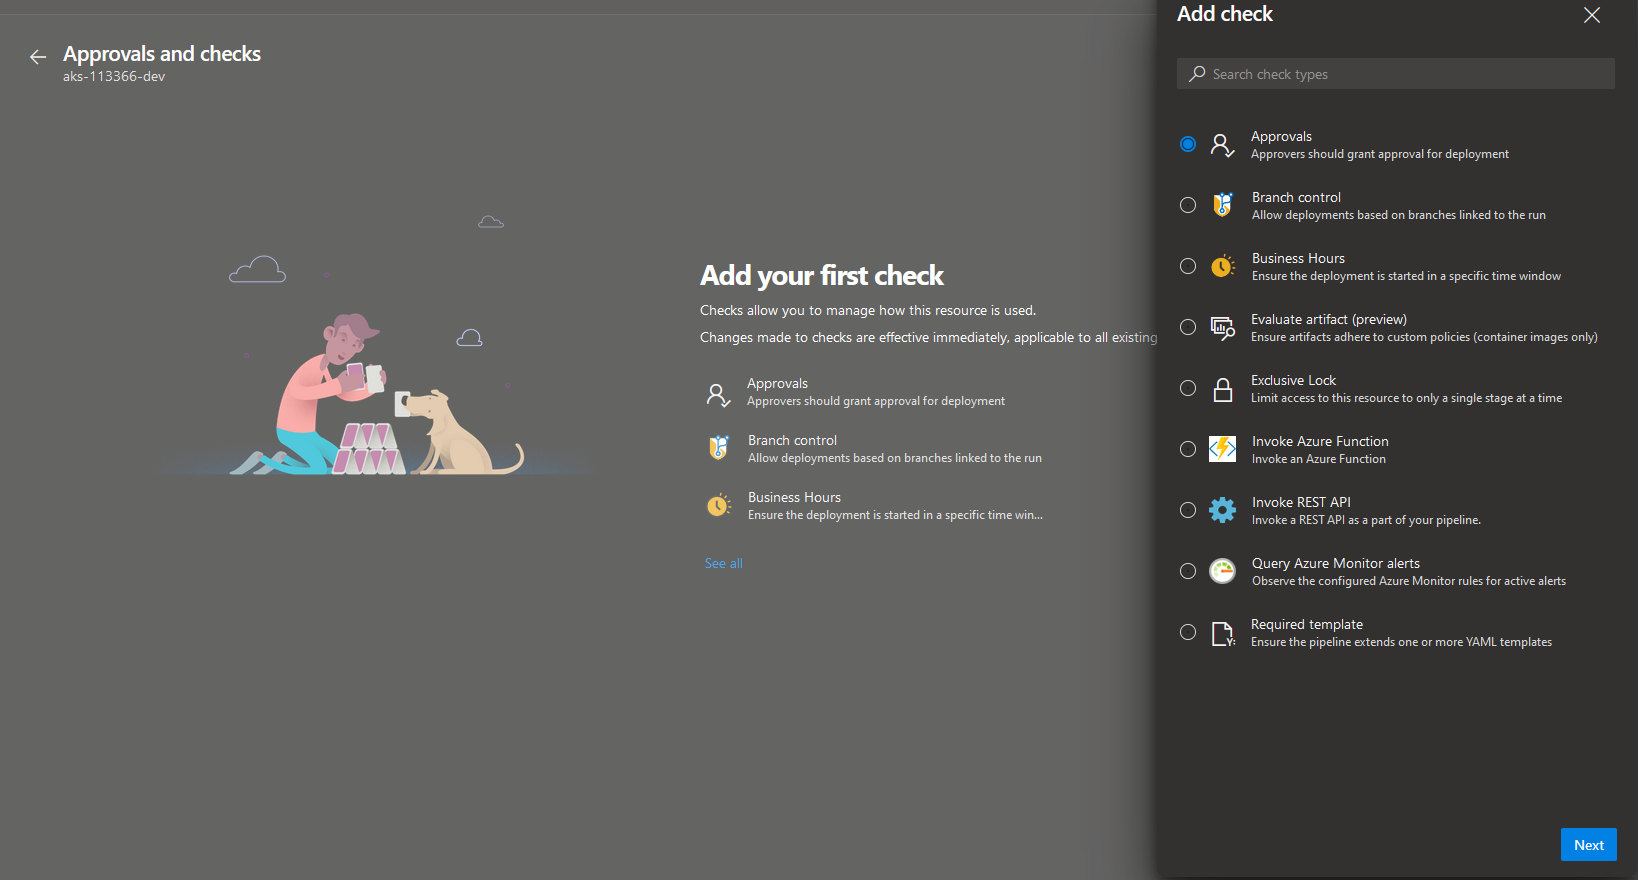 Approvals and checks
aks-113366-dev
Add your first check
Checks allow you to manage how this resource is used.
Changes made to checks are effective immediately, applicable to all existing
Approvals
Approvers should grant approval for deployment
Branch control
Allow deployments based on branches linked to the run
Business Hours
Ensure the deployment is started in a specific time win...
See all
Add check
Search check types
Approvals
Approvers should grant approval for deployment
Branch control
Allow deployments based on branches linked to the run
Business Hours
Ensure the deployment is started in a specific time window
Evaluate artifact (preview)
Ensure artifacts adhere to custom policies (container images only)
Exclusive Lock
Limit access to this resource to only a single stage at a time
Invoke Azure Function
Invoke an Azure Function
Invoke REST API
Invoke a REST API as a part of your pipeline.
Query Azure Monitor alerts
Observe the configured Azure Monitor rules for active alerts
Required template
Ensure the pipeline extends one or more YAML templates
Next